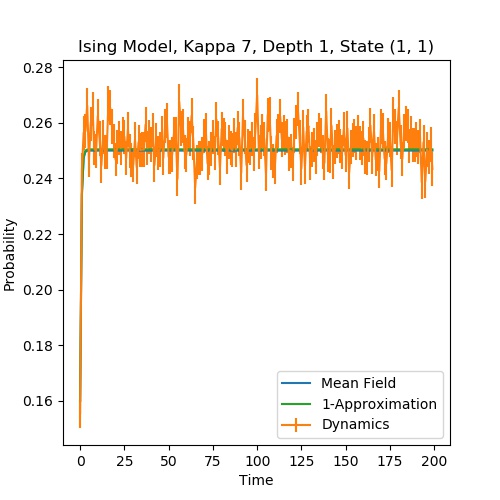 Ising Model, Kappa 7, Depth 1, State (1, 1)
0.28
0.26
0.24
0.22
0.20
0.18
0.16
Probability
0 25 50 75 100 125 150 175 200
Time
Mean Field
1-Approximation
Dynamics